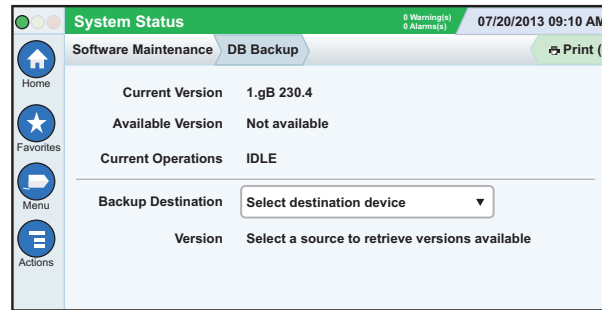 System Status
0 Warning(s)
0 Alarms(s)
07/20/2013 09:10 AM
Software Maintenance DB Backup
Print (
Home
Current Version 1.gB 230.4
Available Version Not available
Favorites
Current Operations IDLE
Menu
Backup Destination Select destination device
Version Select a source to retrieve versions available
Actions